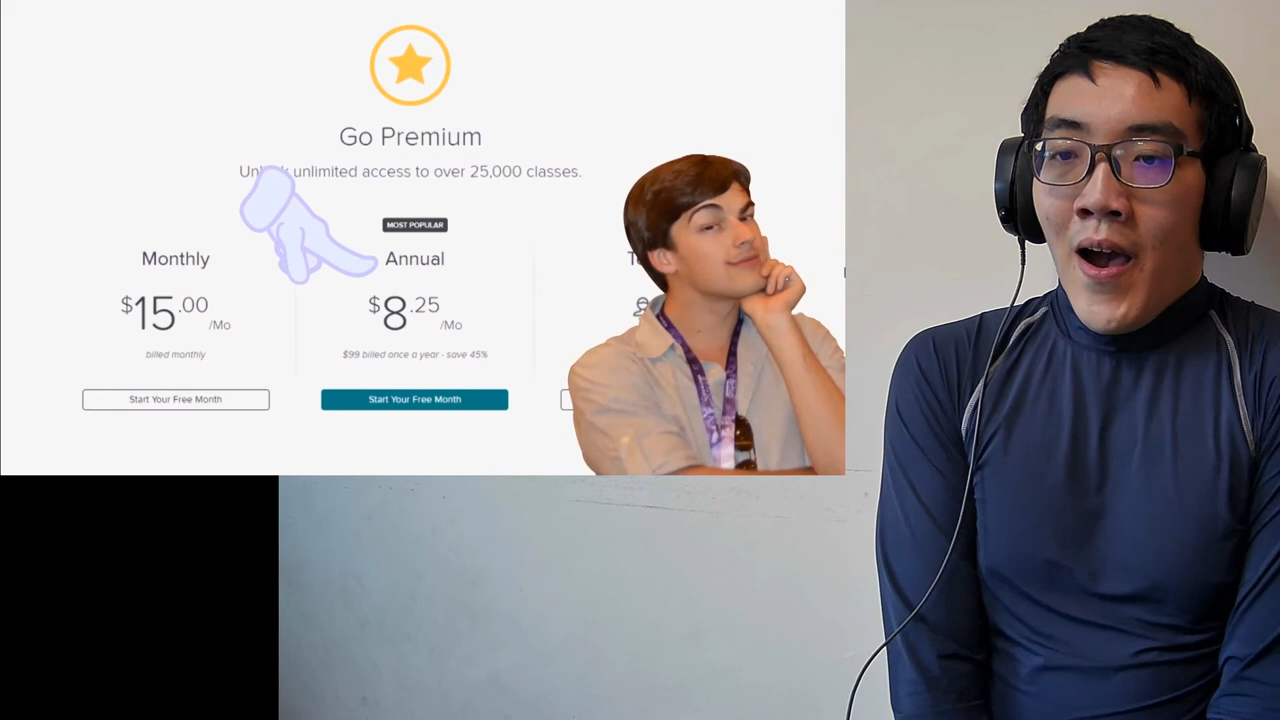 Go Premium
unlimited access to over 25,000 classes.
MOST POPULAR
Monthly
Annual
$15.00/Mo
$8.25/Mo
billed monthly
$99 billed once a year - save 45%
Start Your Free Month
Start Your Free Month